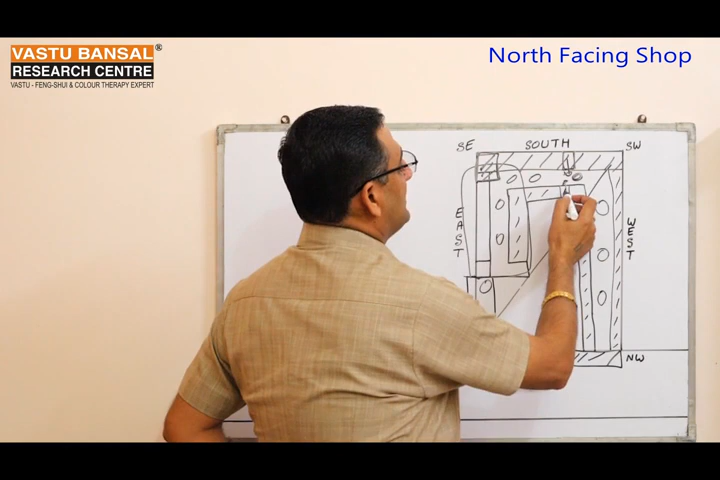 VASTU BANSAL®
RESEARCH CENTRE
VASTU - FENG-SHUI & COLOUR THERAPY EXPERT
North Facing Shop
SE
SOUTH
SW
EAST
WEST
NW